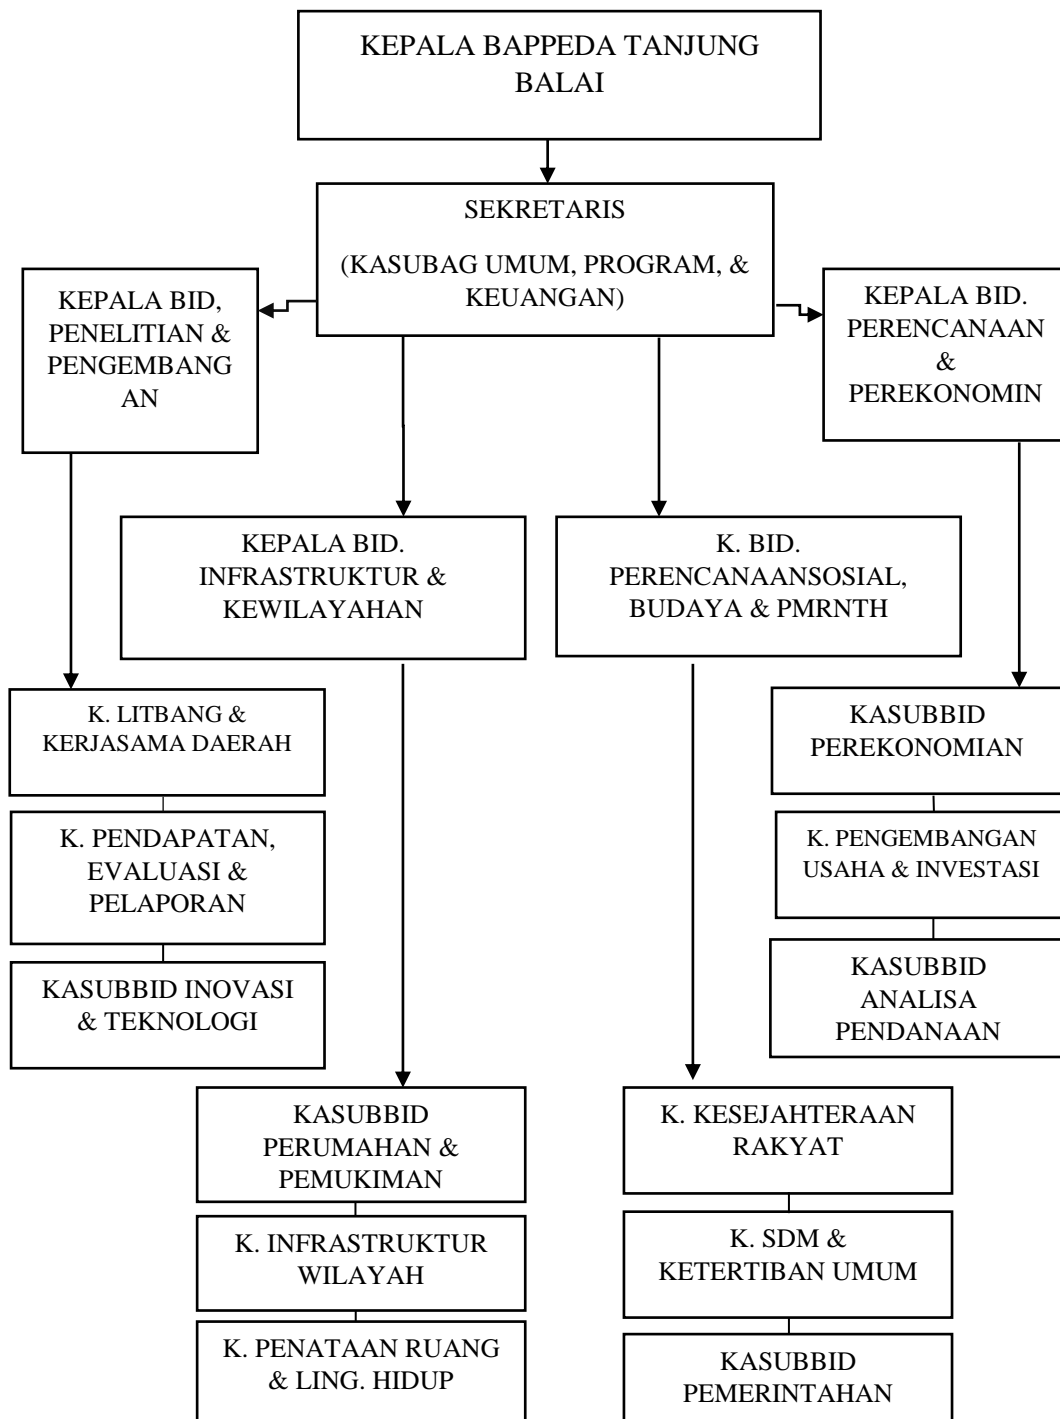 KEPALA BAPPEDA TANJUNG
BALAI
SEKRETARIS
(KASUBAG UMUM, PROGRAM, &
KEUANGAN)
KEPALA BID,
PENELITIAN &
PENGEMBANG
AN
KEPALA BID.
PERENCANAAN
&
PEREKONOMIN
KEPALA BID.
INFRASTRUKTUR &
KEWILAYAHAN
K. BID.
PERENCANAANSOSIAL,
BUDAYA & PMRNTH
K. LITBANG &
KERJASAMA DAERAH
K. PENDAPATAN,
EVALUASI &
PELAPORAN
KASUBBID INOVASI
& TEKNOLOGI
KASUBBID
PEREKONOMIAN
K. PENGEMBANGAN
USAHA & INVESTASI
KASUBBID
ANALISA
PENDANAAN
KASUBBID
PERUMAHAN &
PEMUKIMAN
K. INFRASTRUKTUR
WILAYAH
K. PENATAAN RUANG
& LING. HIDUP
K. KESEJAHTERAAN
RAKYAT
K. SDM &
KETERTIBAN UMUM
KASUBBID
PEMERINTAHAN